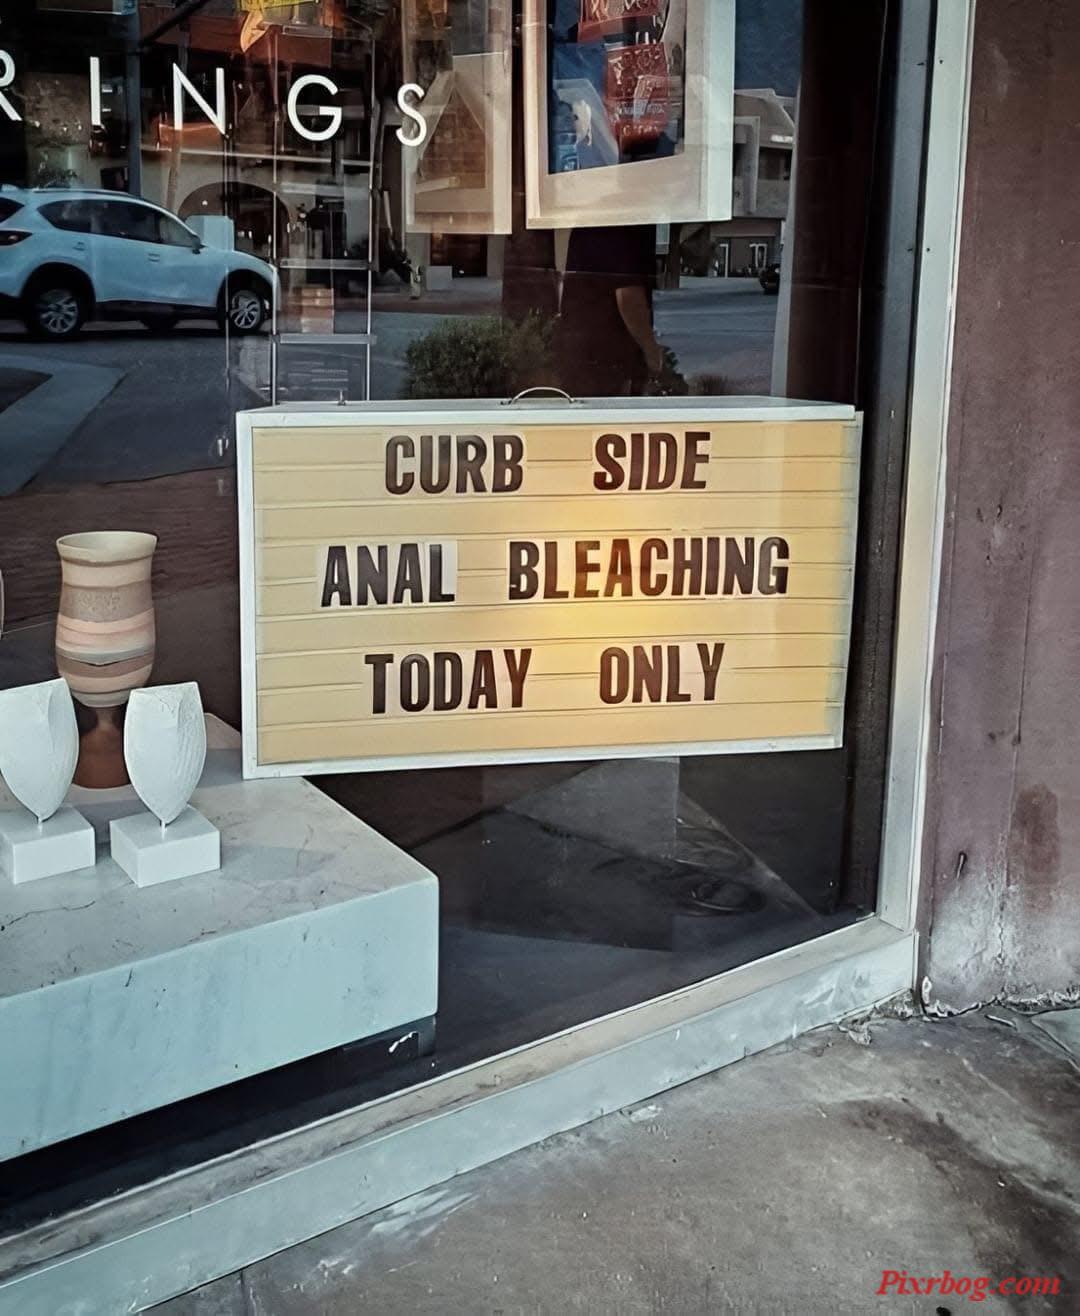 RINGS
CURB SIDE
ANAL BLEACHING
TODAY ONLY
Pixrbog.com